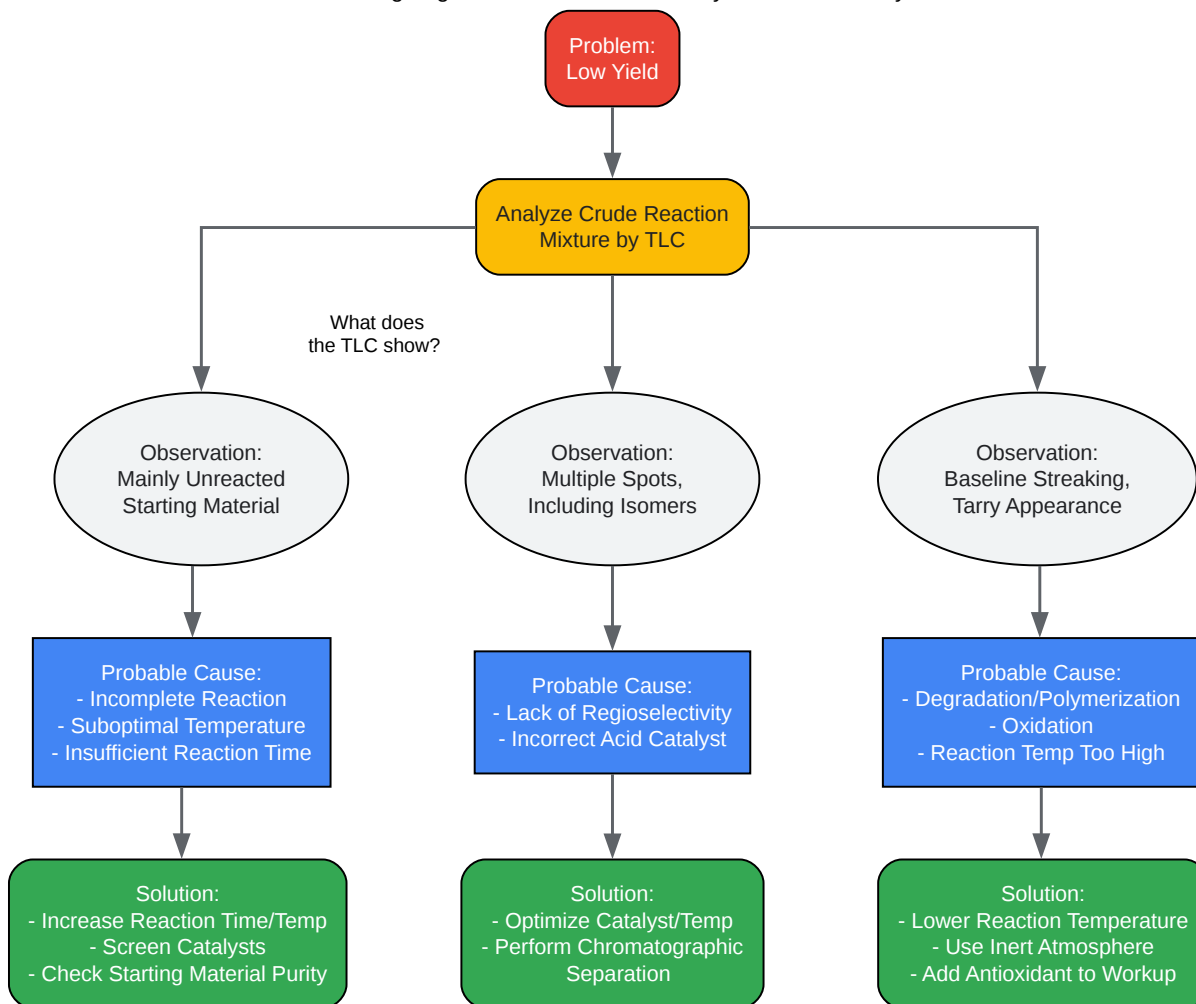 Problem:
Low Yield
Analyze Crude Reaction
Mixture by TLC
What does
the TLC show?
Observation:
Mainly Unreacted
Starting Material
Observation:
Multiple Spots,
Including Isomers
Observation:
Baseline Streaking,
Tarry Appearance
Probable Cause:
- Incomplete Reaction
- Suboptimal Temperature
- Insufficient Reaction Time
Probable Cause:
- Lack of Regioselectivity
- Incorrect Acid Catalyst
Probable Cause:
- Degradation/Polymerization
- Oxidation
- Reaction Temp Too High
Solution:
- Increase Reaction Time/Temp
- Screen Catalysts
- Check Starting Material Purity
Solution:
- Optimize Catalyst/Temp
- Perform Chromatographic
Separation
Solution:
- Lower Reaction Temperature
- Use Inert Atmosphere
- Add Antioxidant to Workup